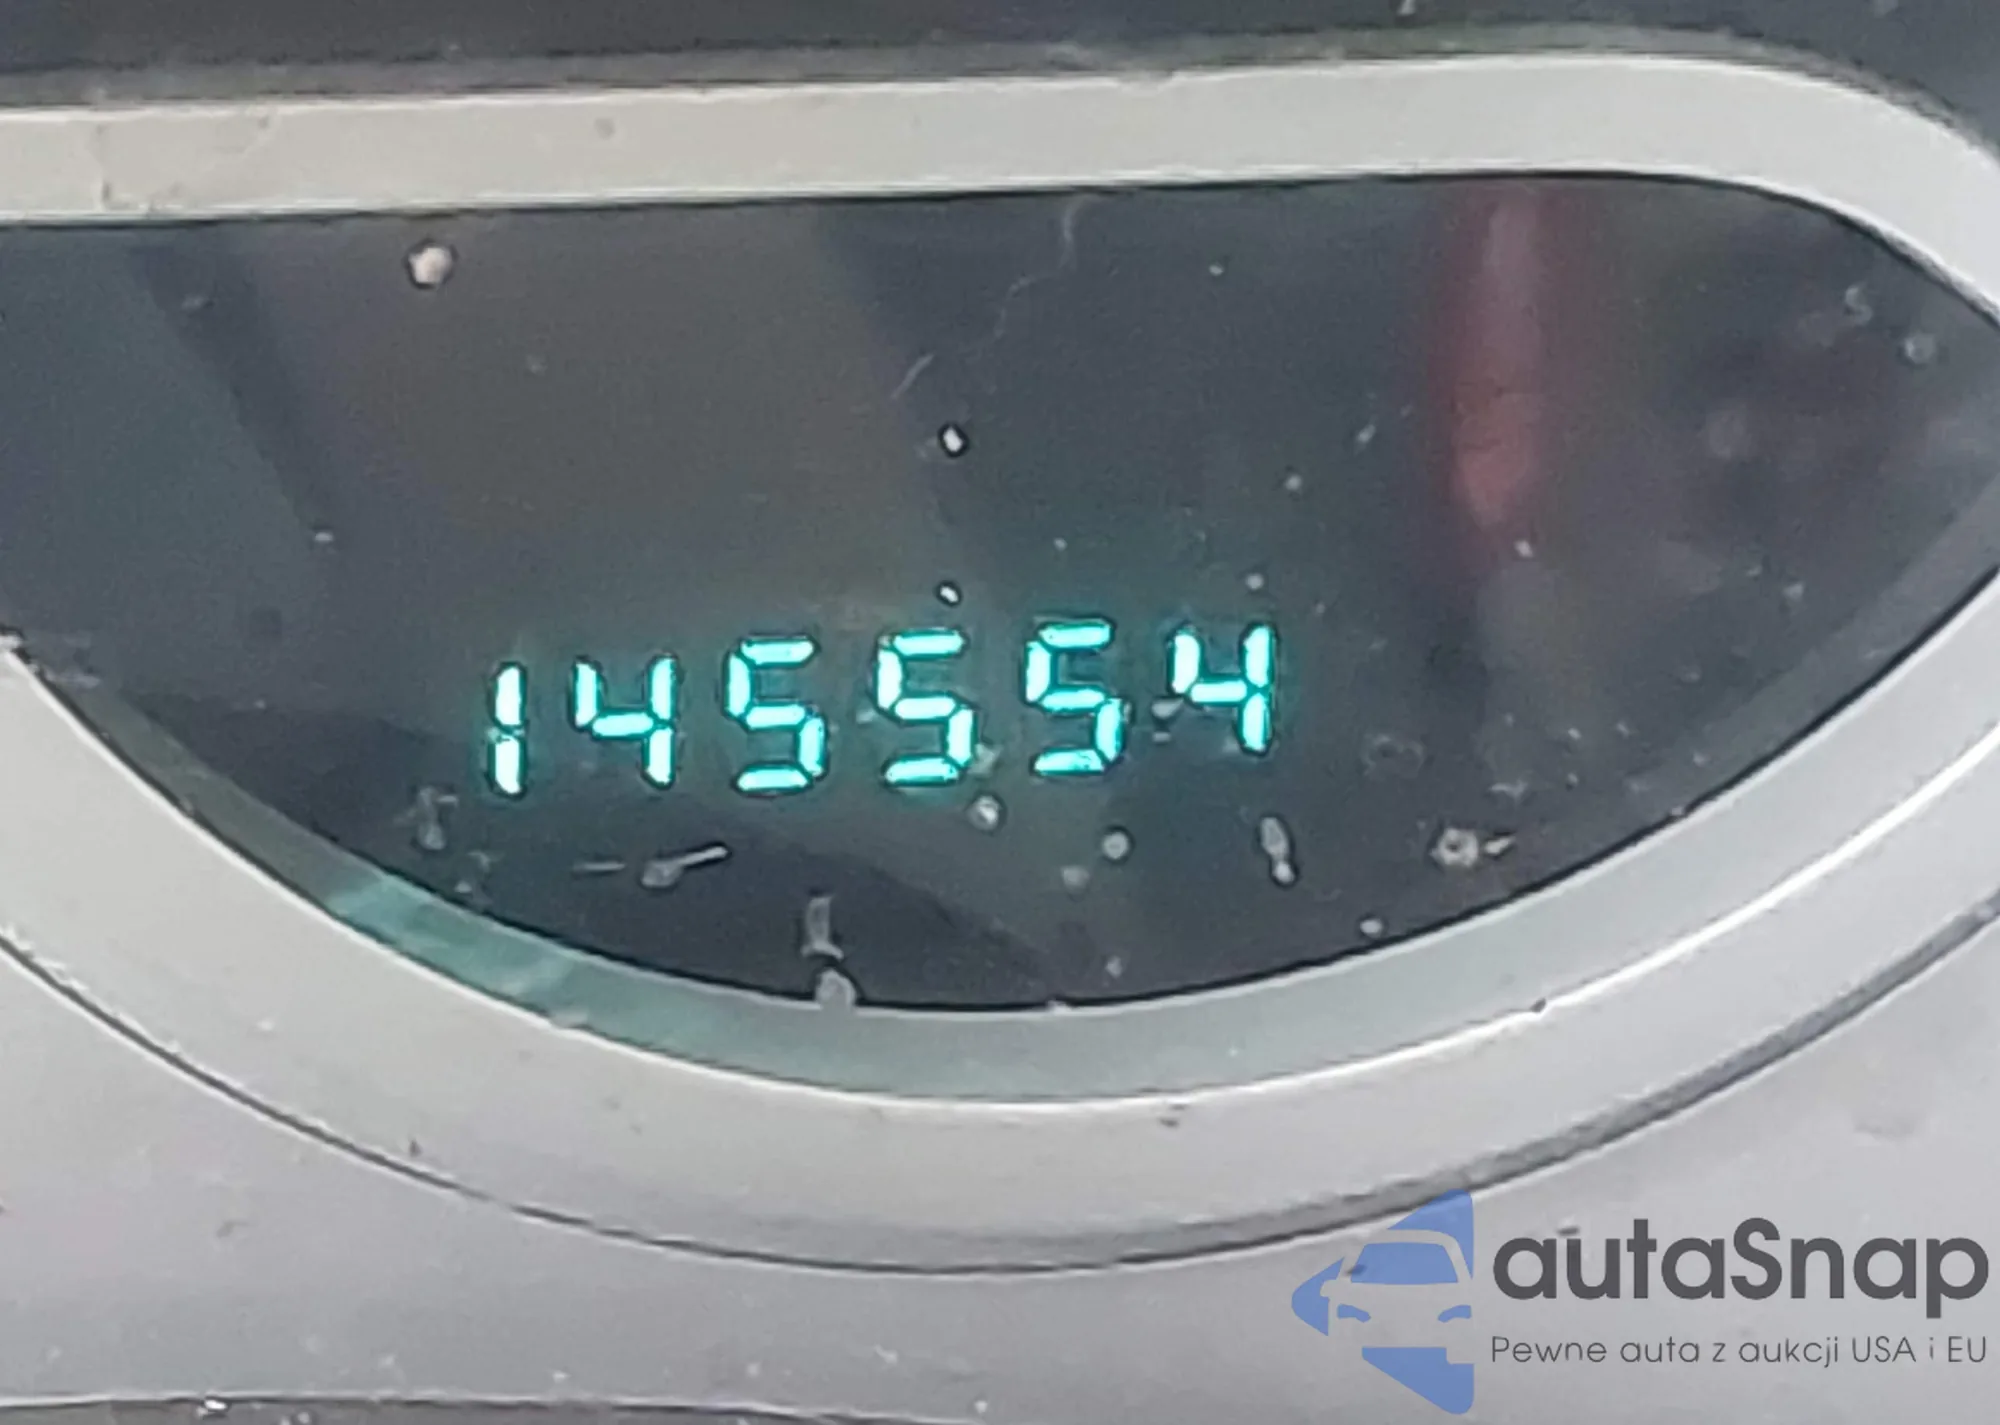 145554
autaSnap
Pewne auta z aukcji USA i EU